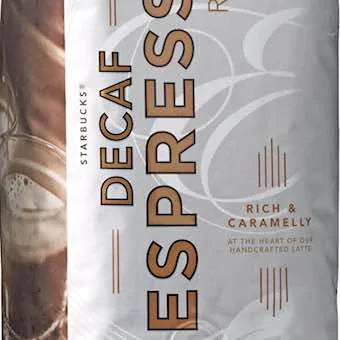 STARBUCKS®
DECAF
ESPRESS
R
RICH &
CARAMELLY
AT THE HEART OF OUR
HANDCRAFTED LATTE